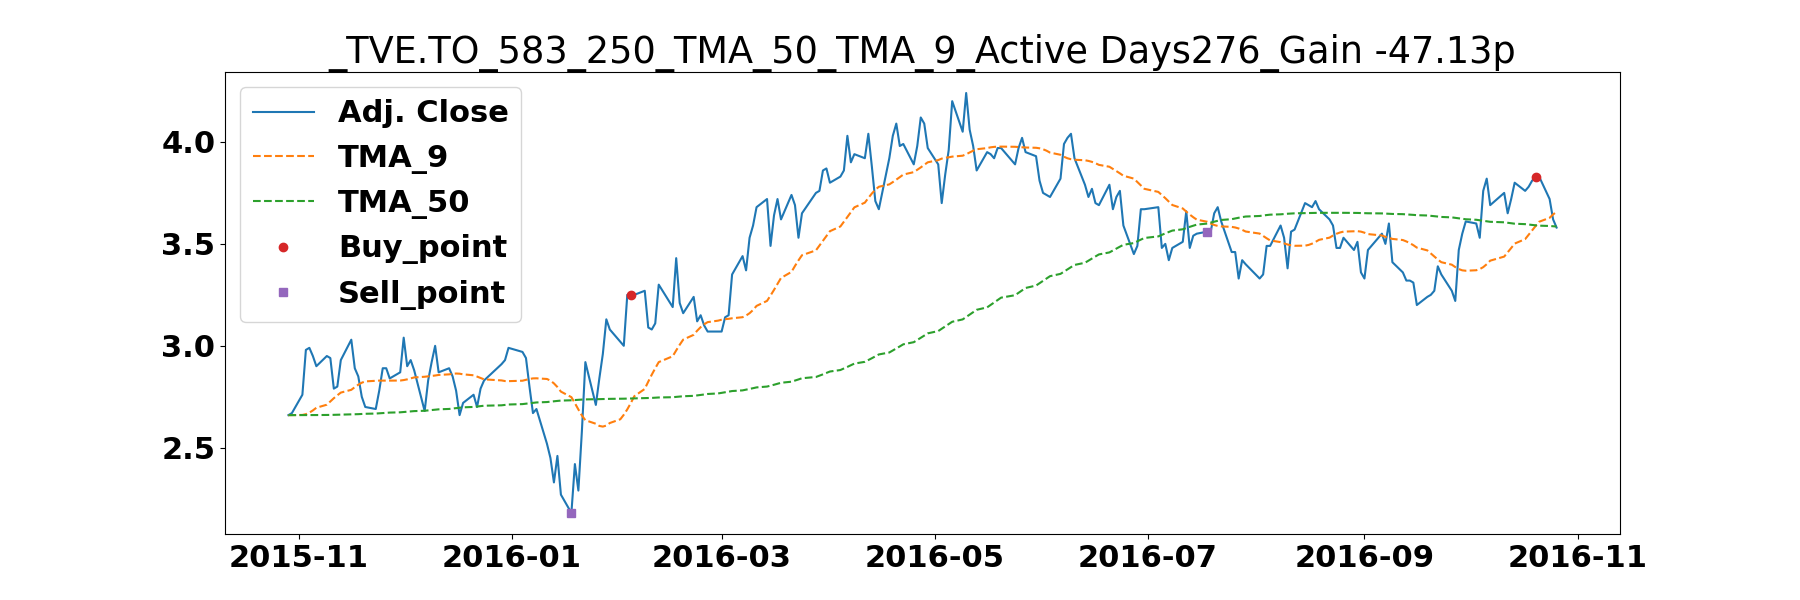 _TVE.TO_583_250_TMA_50_TMA_9_Active Days276_Gain -47.13p
Adj. Close
TMA_9
TMA_50
Buy_point
Sell_point
4.0
3.5
3.0
2.5
2015-11 2016-01 2016-03 2016-05 2016-07 2016-09 2016-11